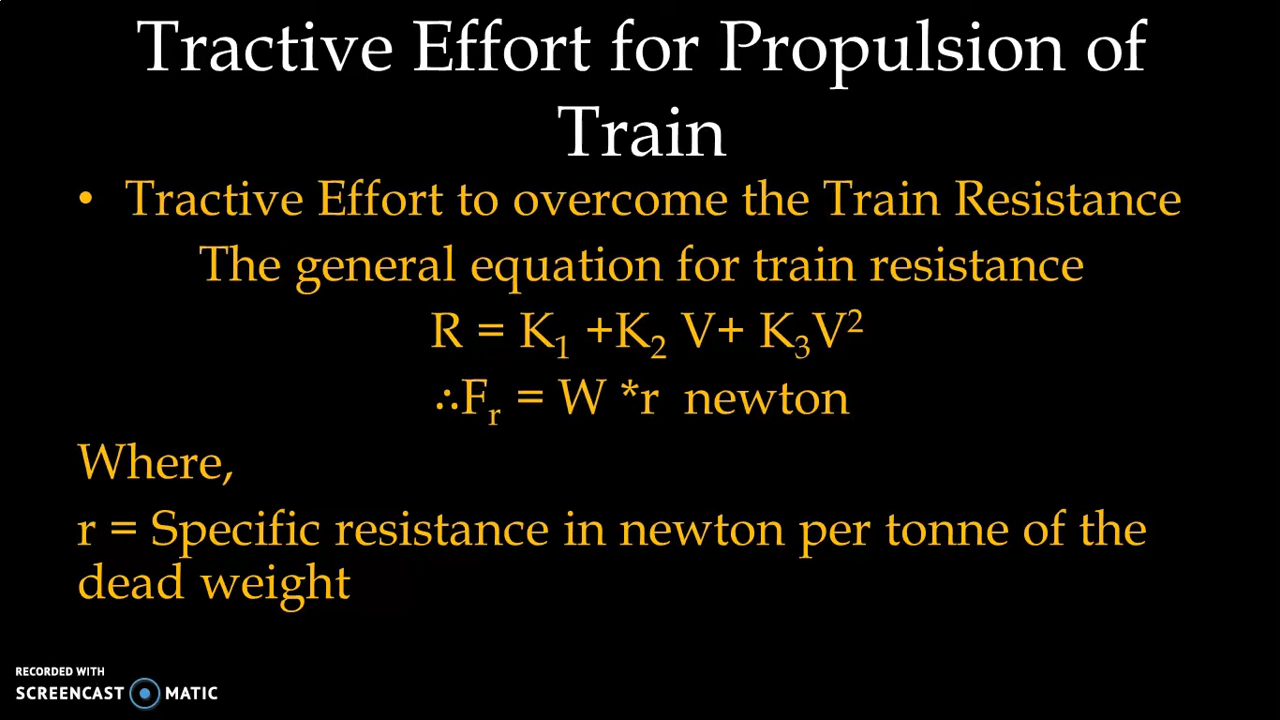 Tractive Effort for Propulsion of
Train
• Tractive Effort to overcome the Train Resistance
The general equation for train resistance
R = K₁ +K₂ V+ K₃V²
∴Fᵣ = W *r newton
Where,
r = Specific resistance in newton per tonne of the
dead weight
RECORDED WITH
SCREENCAST MATIC